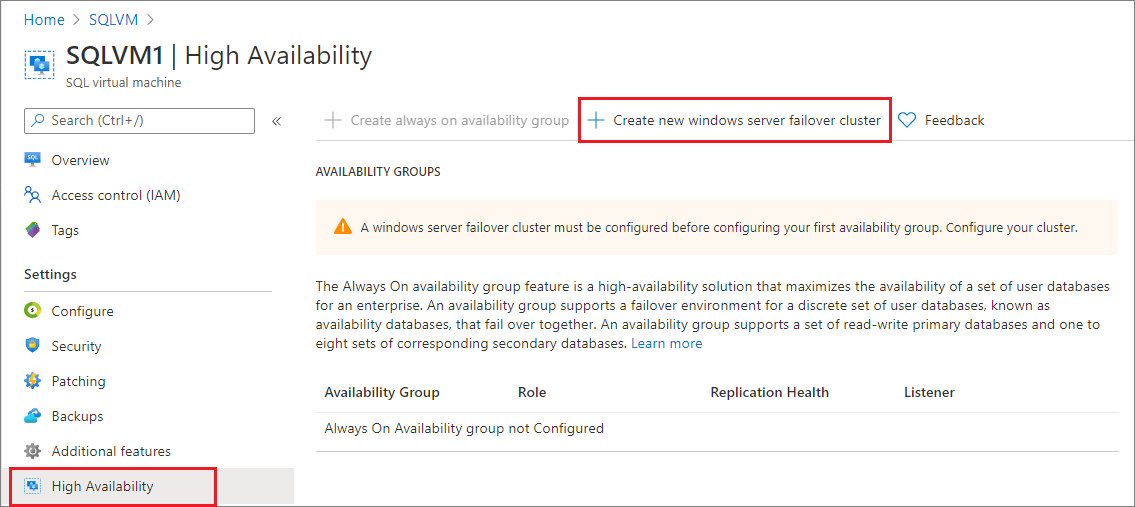 Home > SQLVM >
SQLVM1 | High Availability
SQL virtual machine
Search (Ctrl+/)
«
Create always on availability group
Create new windows server failover cluster
Feedback
SQL
Overview
Access control (IAM)
Tags
Settings
Configure
Security
Patching
Backups
Additional features
High Availability
AVAILABILITY GROUPS
A windows server failover cluster must be configured before configuring your first availability group. Configure your cluster.
The Always On availability group feature is a high-availability solution that maximizes the availability of a set of user databases
for an enterprise. An availability group supports a failover environment for a discrete set of user databases, known as
availability databases, that fail over together. An availability group supports a set of read-write primary databases and one to
eight sets of corresponding secondary databases. Learn more
Availability Group Role Replication Health Listener
Always On Availability group not Configured